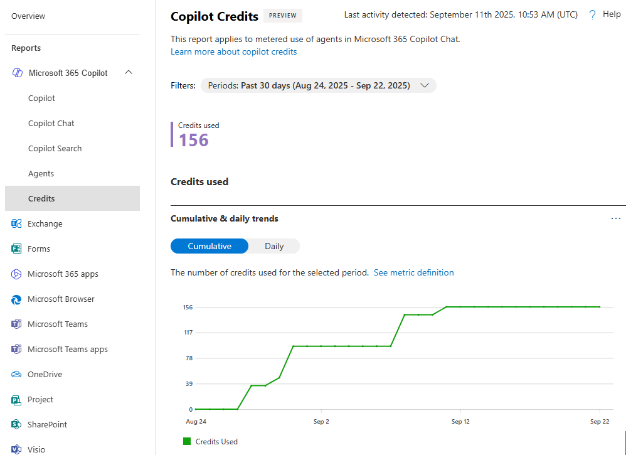 Overview
Reports
Microsoft 365 Copilot
Copilot
Copilot Chat
Copilot Search
Agents
Credits
Exchange
Forms
Microsoft 365 apps
Microsoft Browser
Microsoft Teams
Microsoft Teams apps
OneDrive
Project
SharePoint
Visio
Copilot Credits PREVIEW
Last activity detected: September 11th 2025, 10:53 AM (UTC) ? Help
This report applies to metered use of agents in Microsoft 365 Copilot Chat.
Learn more about copilot credits
Filters: Periods: Past 30 days (Aug 24, 2025 - Sep 22, 2025)
Credits used
156
Credits used
Cumulative & daily trends ...
Cumulative Daily
The number of credits used for the selected period. See metric definition
156
117
78
39
0
Aug 24 Sep 2 Sep 12 Sep 22
Credits Used